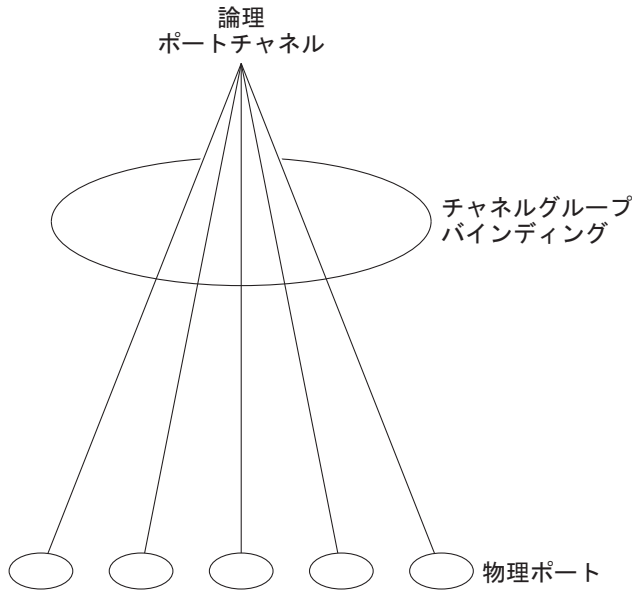 論理
ポートチャネル
チャネルグループ
バインディング
物理ポート